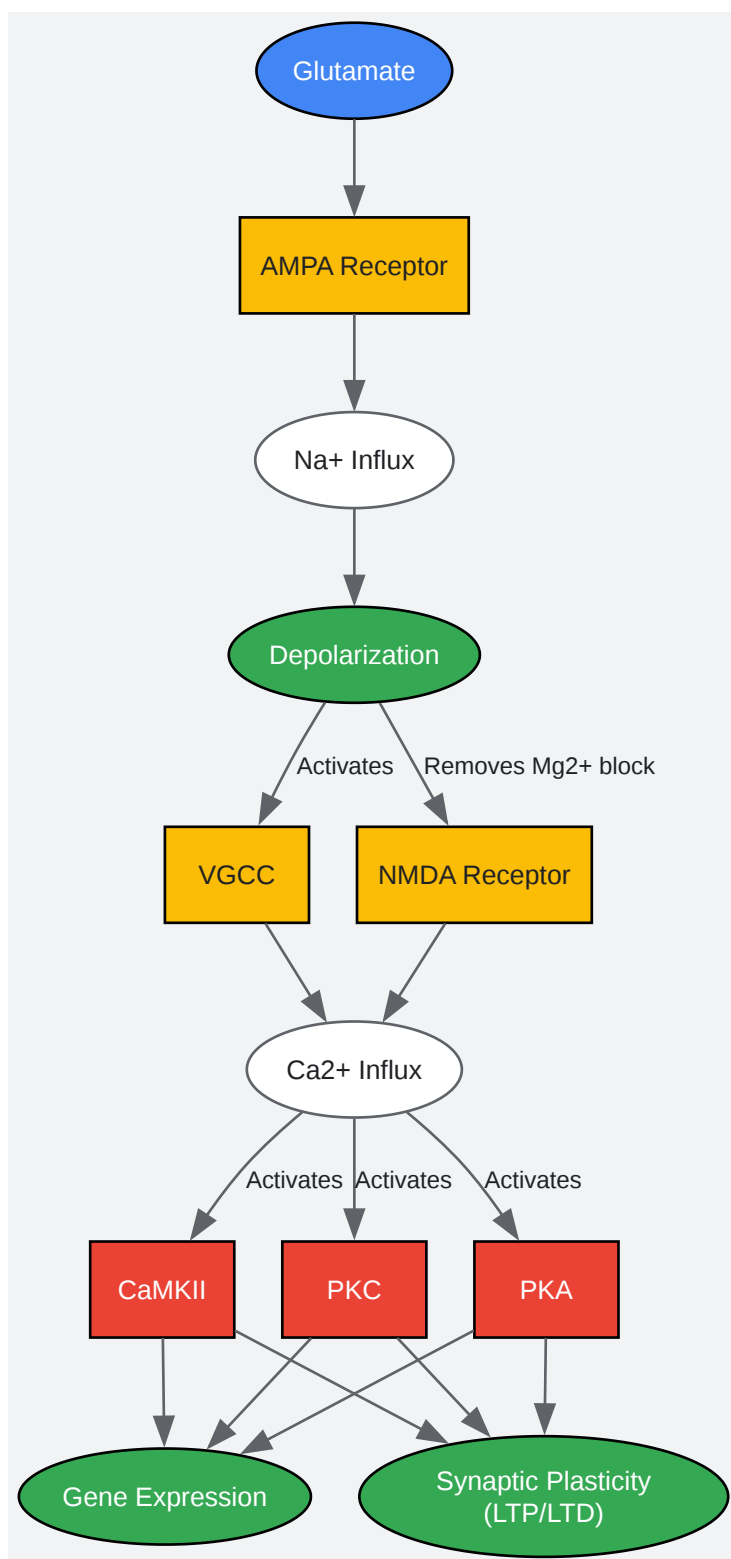 Glutamate
AMPA Receptor
Na+ Influx
Depolarization
Activates
Removes Mg2+ block
VGCC
NMDA Receptor
Ca2+ Influx
Activates
Activates
Activates
CaMKII
PKC
PKA
Gene Expression
Synaptic Plasticity
(LTP/LTD)